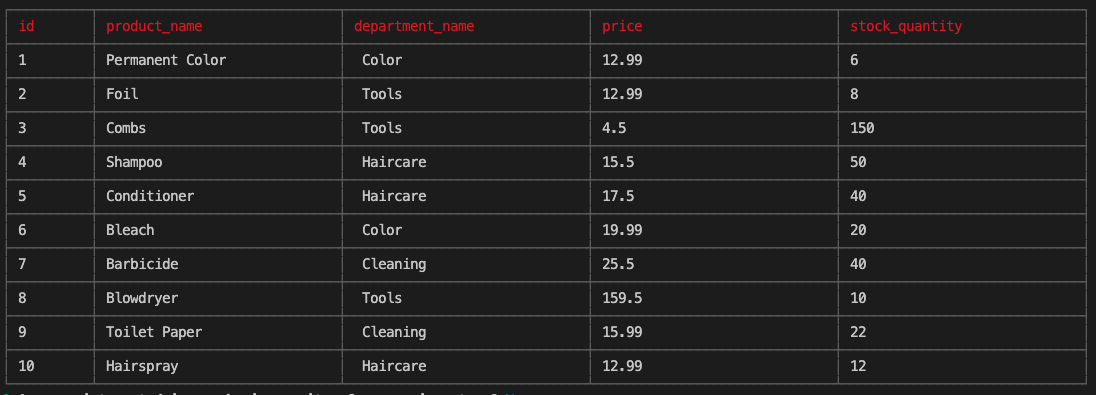 id product_name department_name price stock_quantity
1 Permanent Color Color 12.99 6
2 Foil Tools 12.99 8
3 Combs Tools 4.5 150
4 Shampoo Haircare 15.5 50
5 Conditioner Haircare 17.5 40
6 Bleach Color 19.99 20
7 Barbicide Cleaning 25.5 40
8 Blowdryer Tools 159.5 10
9 Toilet Paper Cleaning 15.99 22
10 Hairspray Haircare 12.99 12